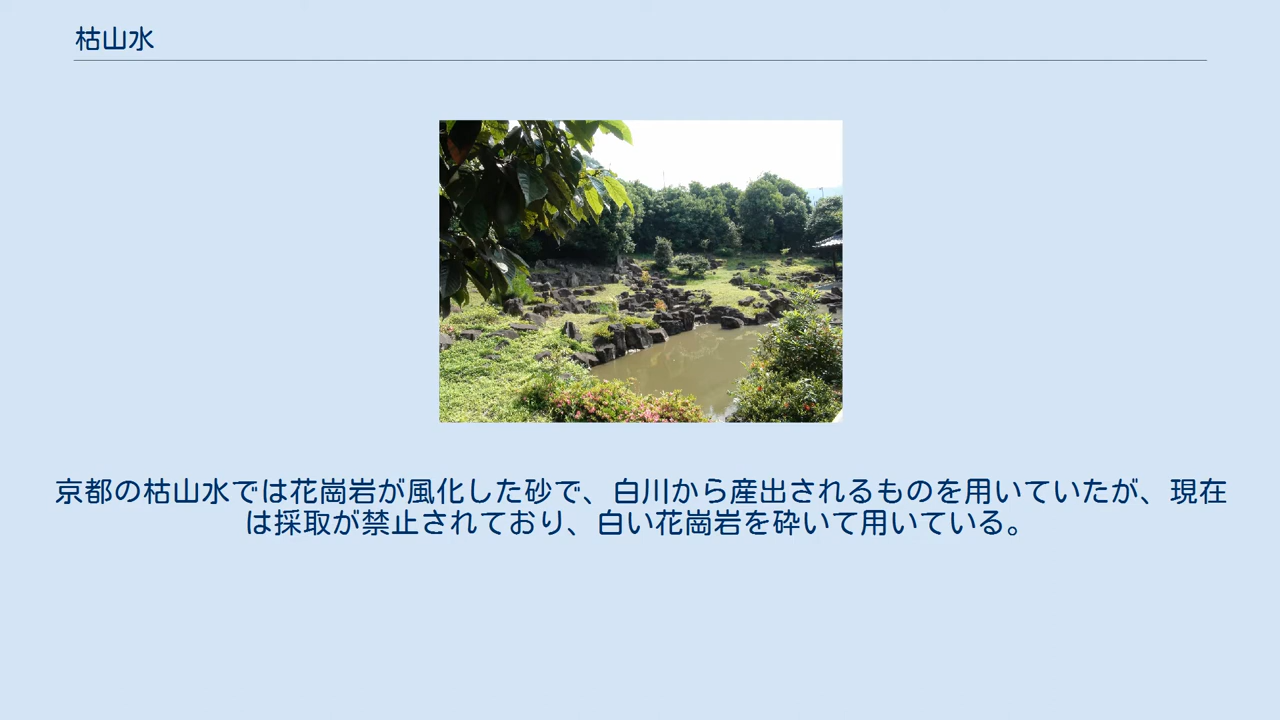 枯山水
京都の枯山水では花崗岩が風化した砂で、白川から産出されるものを用いていたが、現在
は採取が禁止されており、白い花崗岩を砕いて用いている。